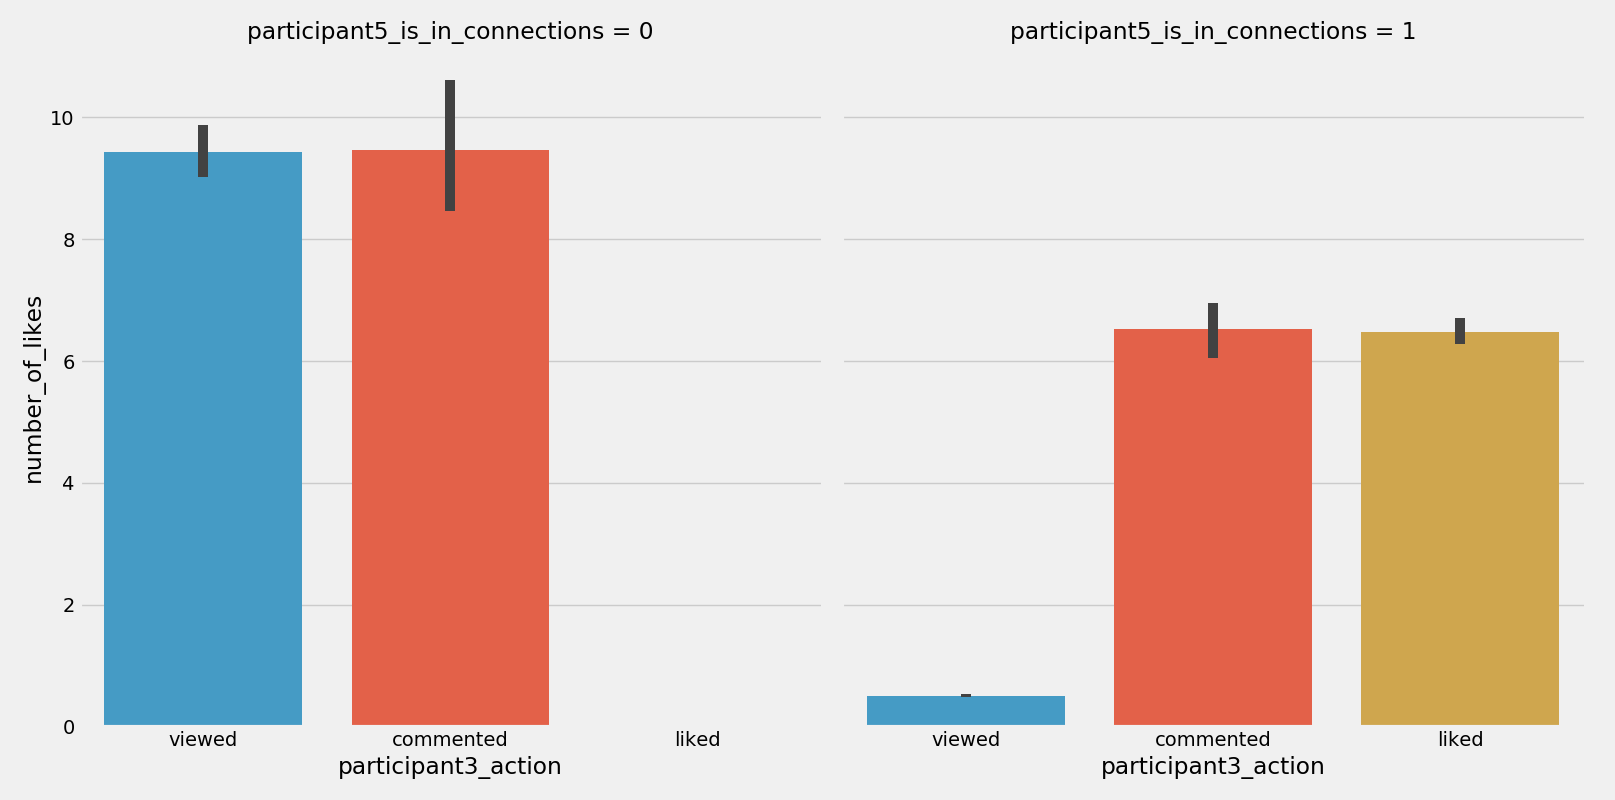 participant5_is_in_connections = 0
participant5_is_in_connections = 1
number_of_likes
10
8
6
4
2
0
viewed commented liked
viewed commented liked
participant3_action
participant3_action